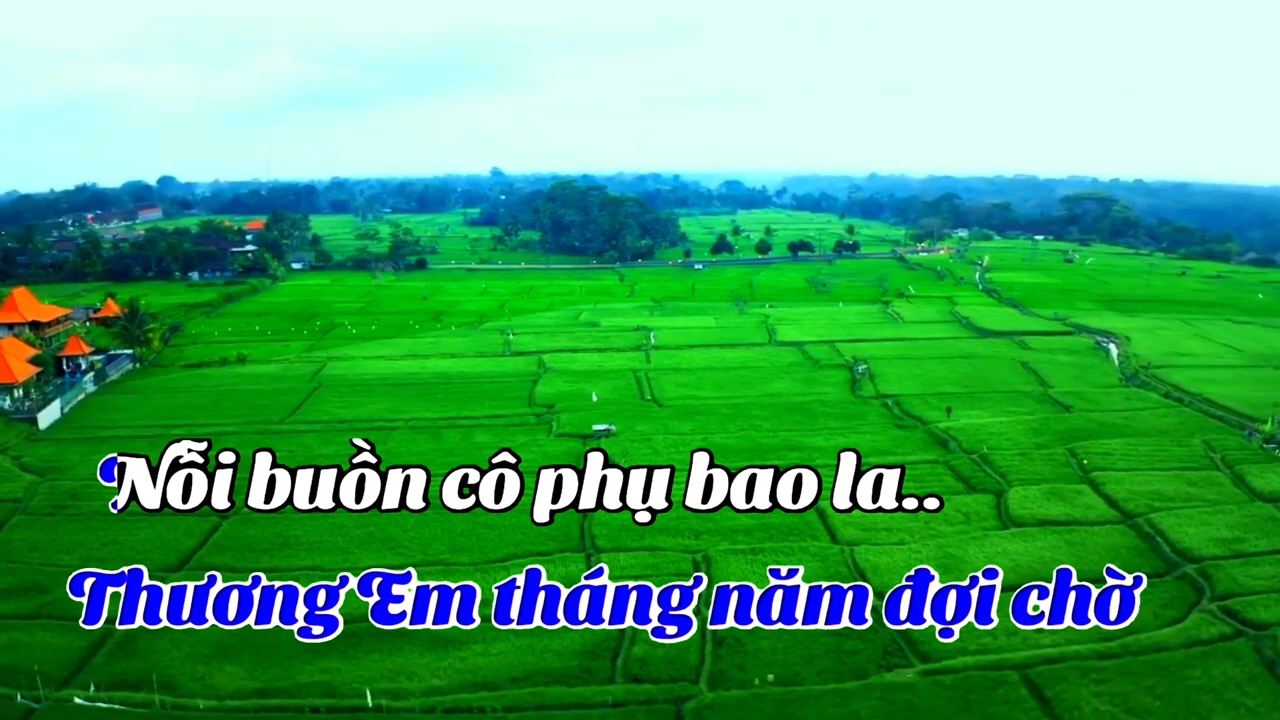 Nỗi buồn cô phụ bao la..
Thương Em tháng năm đợi chờ